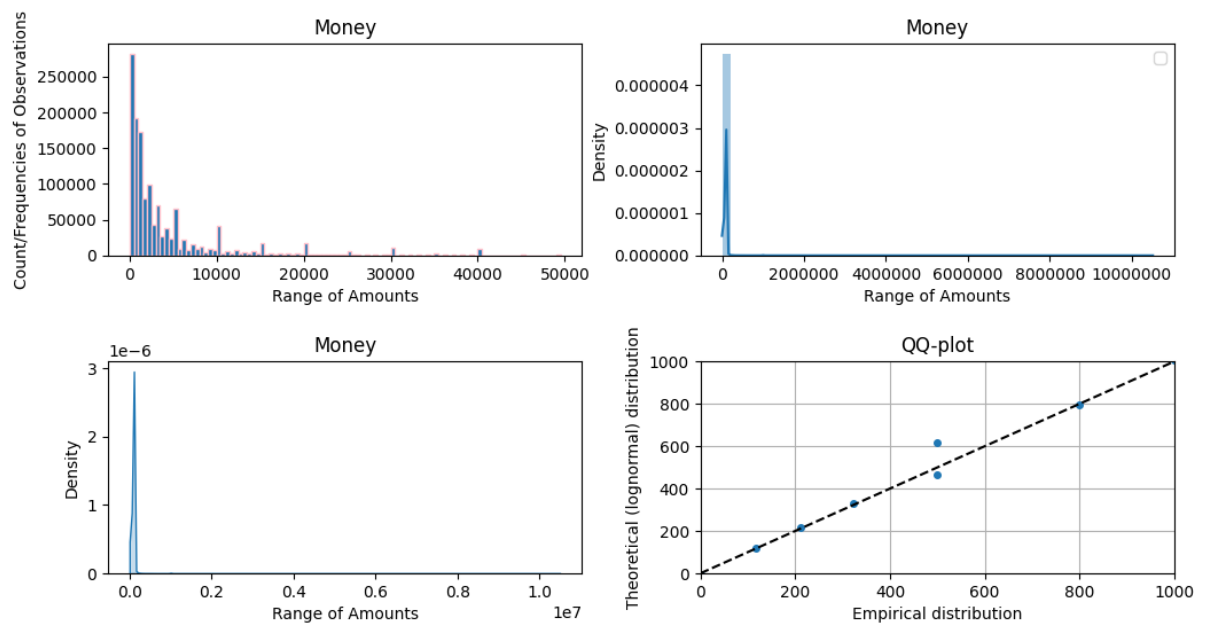 Money
Count/Frequencies of Observations
250000
200000
150000
100000
50000
0
0 10000 20000 30000 40000 50000
Range of Amounts
Money
Density
0.000004
0.000003
0.000002
0.000001
0.000000
0 2000000 4000000 6000000 8000000 10000000
Range of Amounts
Money
1e−6
Density
3
2
1
0
0.0 0.2 0.4 0.6 0.8 1.0
1e7
Range of Amounts
QQ-plot
Theoretical (lognormal) distribution
1000
800
600
400
200
0
0 200 400 600 800 1000
Empirical distribution